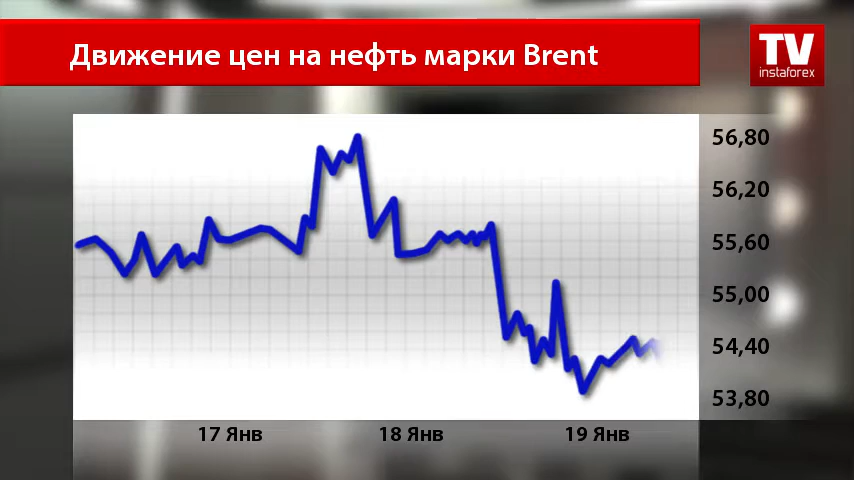 Движение цен на нефть марки Brent
TV
instaforex
56,80
56,20
55,60
55,00
54,40
53,80
17 Янв
18 Янв
19 Янв